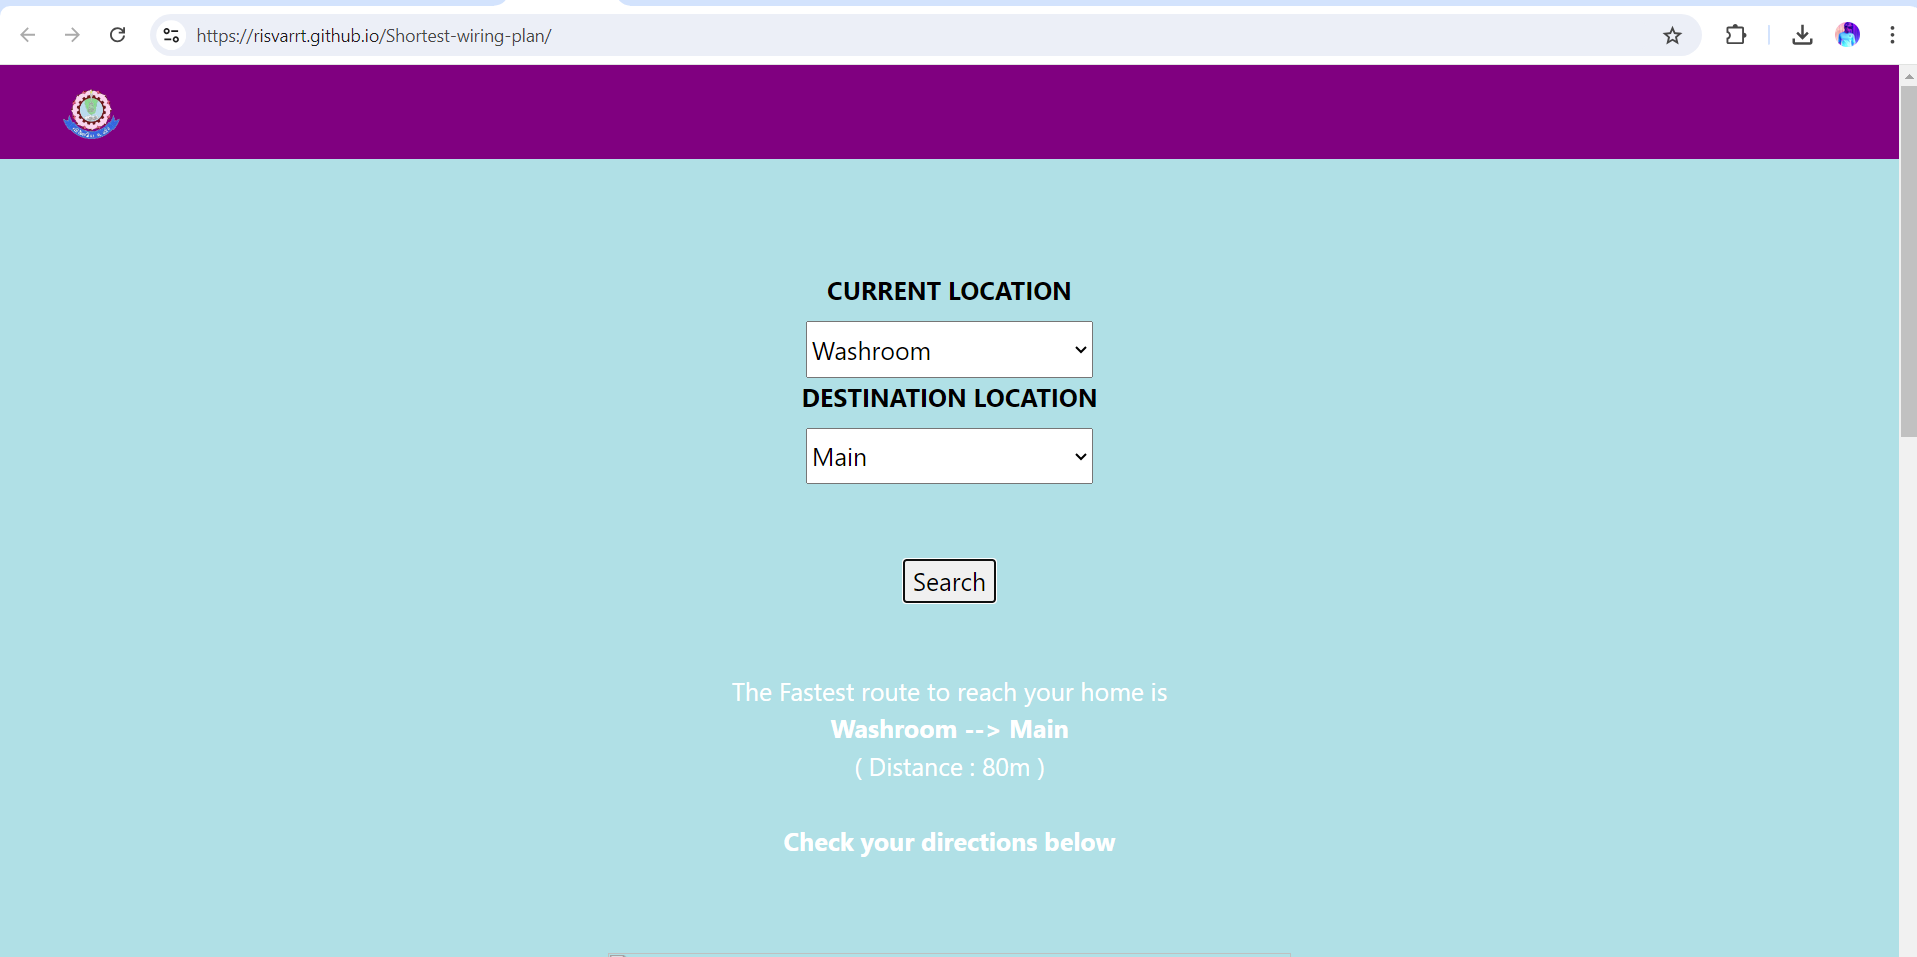 https://risvarrt.github.io/Shortest-wiring-plan/
CURRENT LOCATION
Washroom
DESTINATION LOCATION
Main
Search
The Fastest route to reach your home is
Washroom --> Main
( Distance : 80m )
Check your directions below